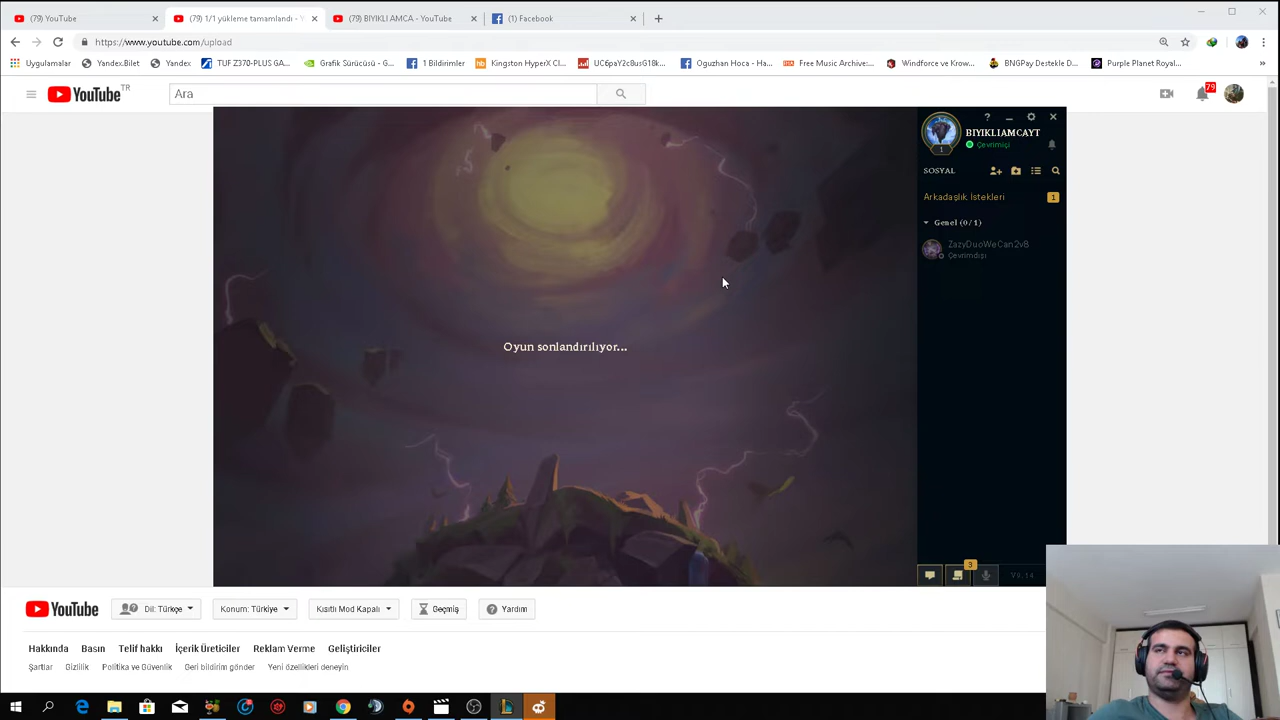 (79) YouTube
(79) 1/1 yükleme tamamlandı - Y
(79) BIYIKLI AMCA - YouTube
(1) Facebook
https://www.youtube.com/upload
Uygulamalar
Yandex.Bilet
Yandex
TUF Z370-PLUS GA...
Grafik Sürücüsü - G...
1 Bildirimler
Kingston HyperX Cl...
UC6paY2c8usG18k...
Oguzhan Hoca - Ha...
Free Music Archive:...
Windforce ve Krow...
BNGPay Destekle D...
Purple Planet Royal...
»
YouTube TR
Ara
79
?
1
BIYIKLIAMCAYT
Çevrimiçi
SOSYAL
Arkadaşlık İstekleri
1
Genel (0/1)
ZazyDuoWeCan2v8
Çevrimdışı
Oyun sonlandırılıyor...
3
V9.14
YouTube
Dil: Türkçe
Konum: Türkiye
Kısıtlı Mod Kapalı
Geçmiş
Yardım
Hakkında
Basın
Telif hakkı
İçerik Üreticiler
Reklam Verme
Geliştiriciler
Şartlar
Gizlilik
Politika ve Güvenlik
Geri bildirim gönder
Yeni özellikleri deneyin